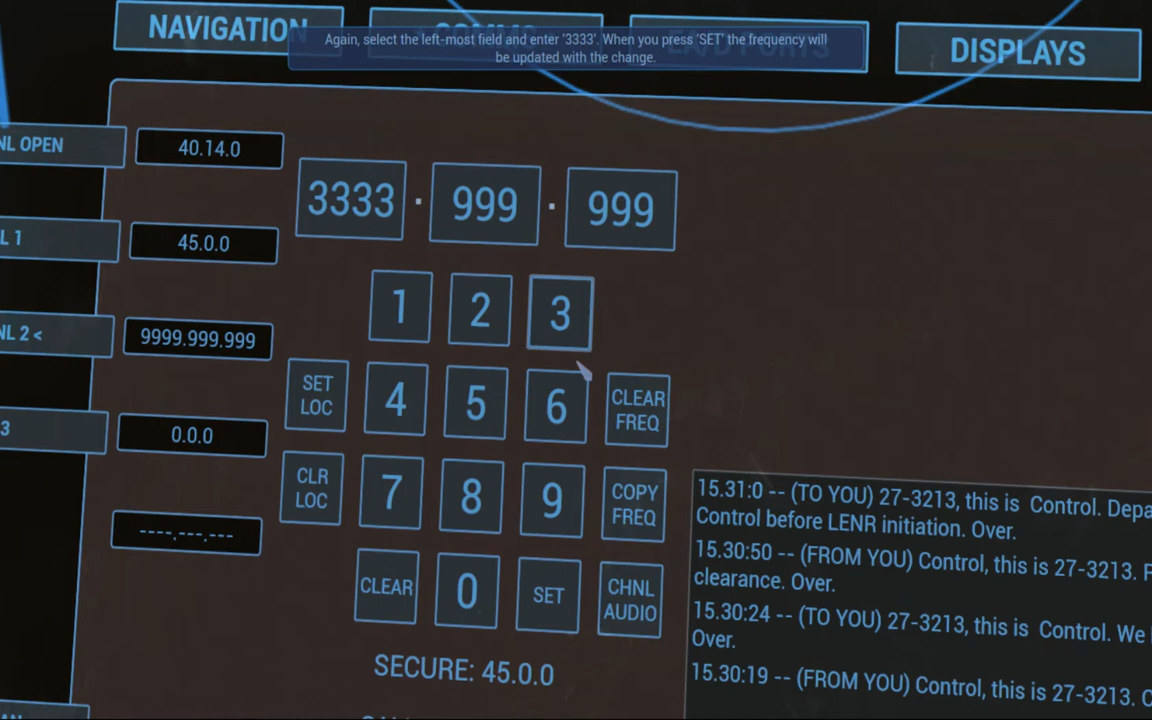 NAVIGATION
DISPLAYS
Again, select the left-most field and enter '3333'. When you press 'SET' the frequency will
be updated with the change.
NL OPEN 40.14.0
L 1 45.0.0
NL 2 < 9999.999.999
3 0.0.0
----.---.---
3333 . 999 . 999
1 2 3
SET
LOC
4 5 6
CLEAR
FREQ
CLR
LOC
7 8 9
COPY
FREQ
CLEAR 0 SET
CHNL
AUDIO
SECURE: 45.0.0
15.31:0 -- (TO YOU) 27-3213, this is Control. Depa
Control before LENR initiation. Over.
15.30:50 -- (FROM YOU) Control, this is 27-3213. F
clearance. Over.
15.30:24 -- (TO YOU) 27-3213, this is Control. We
Over.
15.30:19 -- (FROM YOU) Control, this is 27-3213. C